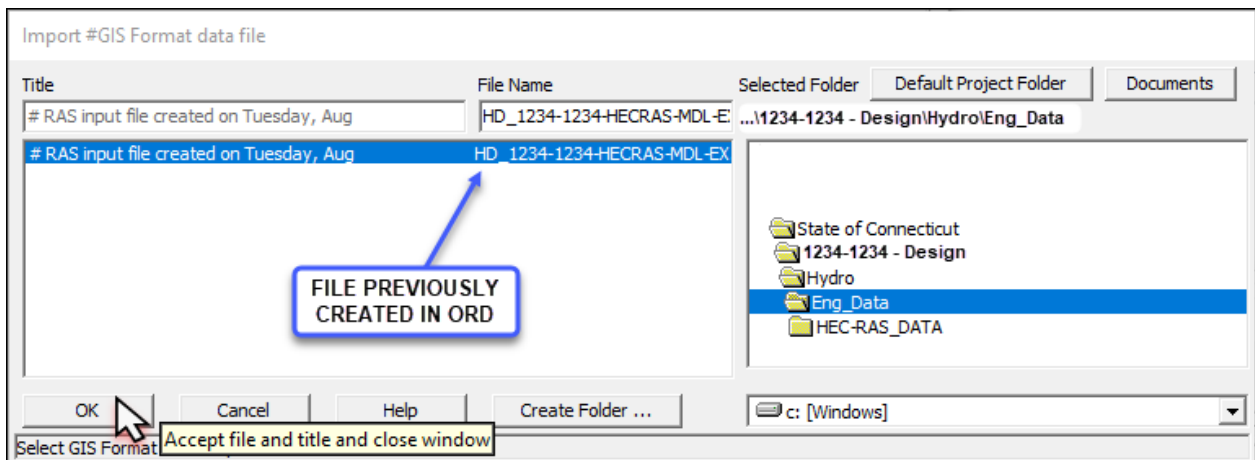 Import #GIS Format data file
Title
File Name
Selected Folder
Default Project Folder
Documents
# RAS input file created on Tuesday, Aug
HD_1234-1234-HECRAS-MDL-E
...\1234-1234 - Design\Hydro\Eng_Data
# RAS input file created on Tuesday, Aug
HD_1234-1234-HECRAS-MDL-EX
State of Connecticut
1234-1234 - Design
Hydro
Eng_Data
HEC-RAS_DATA
FILE PREVIOUSLY
CREATED IN ORD
OK
Cancel
Help
Create Folder ...
c: [Windows]
Accept file and title and close window
Select GIS Format